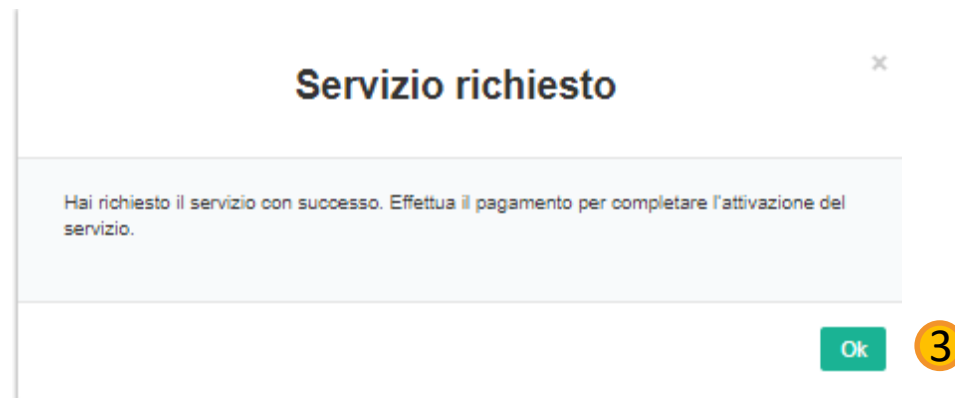 ×
Servizio richiesto
Hai richiesto il servizio con successo. Effettua il pagamento per completare l'attivazione del
servizio.
Ok
3